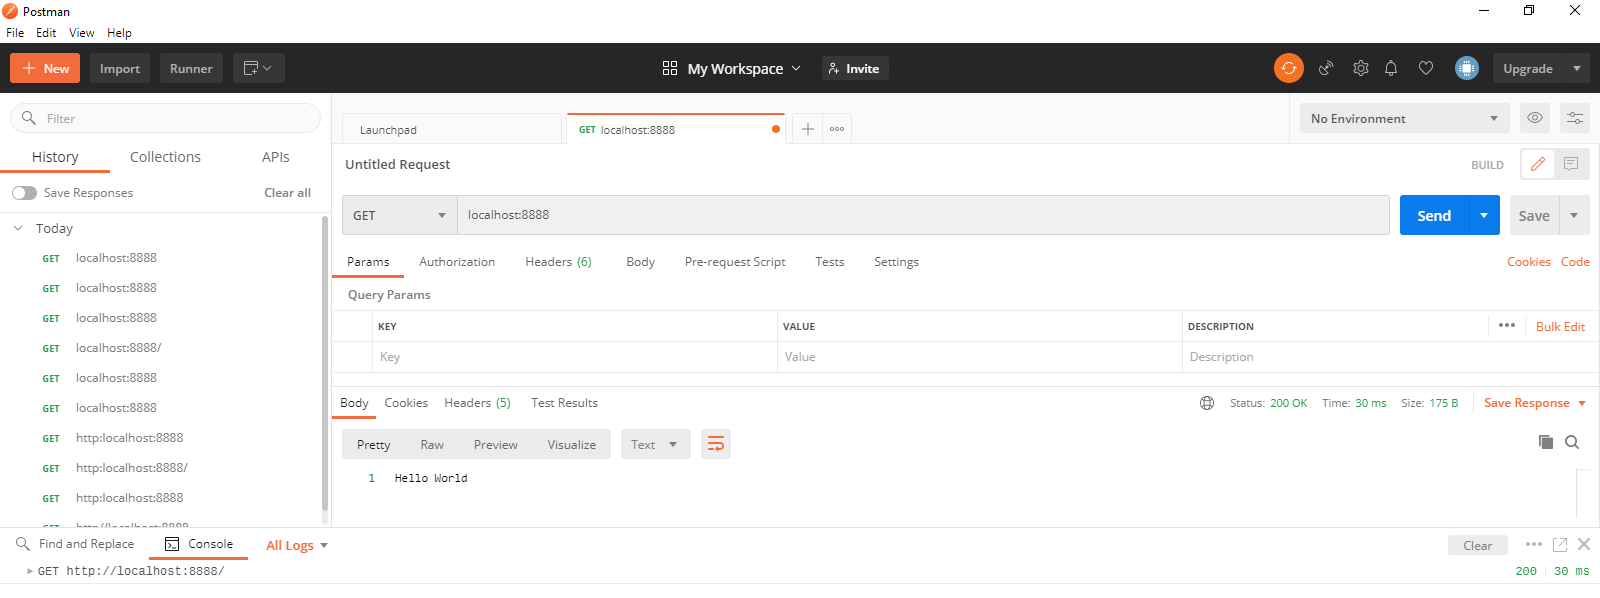 Postman
File Edit View Help
New Import Runner My Workspace Invite Upgrade
Filter
History Collections APIs
Save Responses Clear all
Today
GET localhost:8888
GET localhost:8888
GET localhost:8888
GET localhost:8888/
GET localhost:8888
GET localhost:8888
GET http:localhost:8888
GET http:localhost:8888/
GET http:localhost:8888
GET http//localhost:8888
Launchpad GET localhost:8888 No Environment
Untitled Request BUILD
GET localhost:8888 Send Save
Params Authorization Headers (6) Body Pre-request Script Tests Settings Cookies Code
Query Params
KEY VALUE DESCRIPTION Bulk Edit
Key Value Description
Body Cookies Headers (5) Test Results Status: 200 OK Time: 30 ms Size: 175 B Save Response
Pretty Raw Preview Visualize Text
1 Hello World
Find and Replace Console All Logs Clear
GET http://localhost:8888/ 200 30 ms